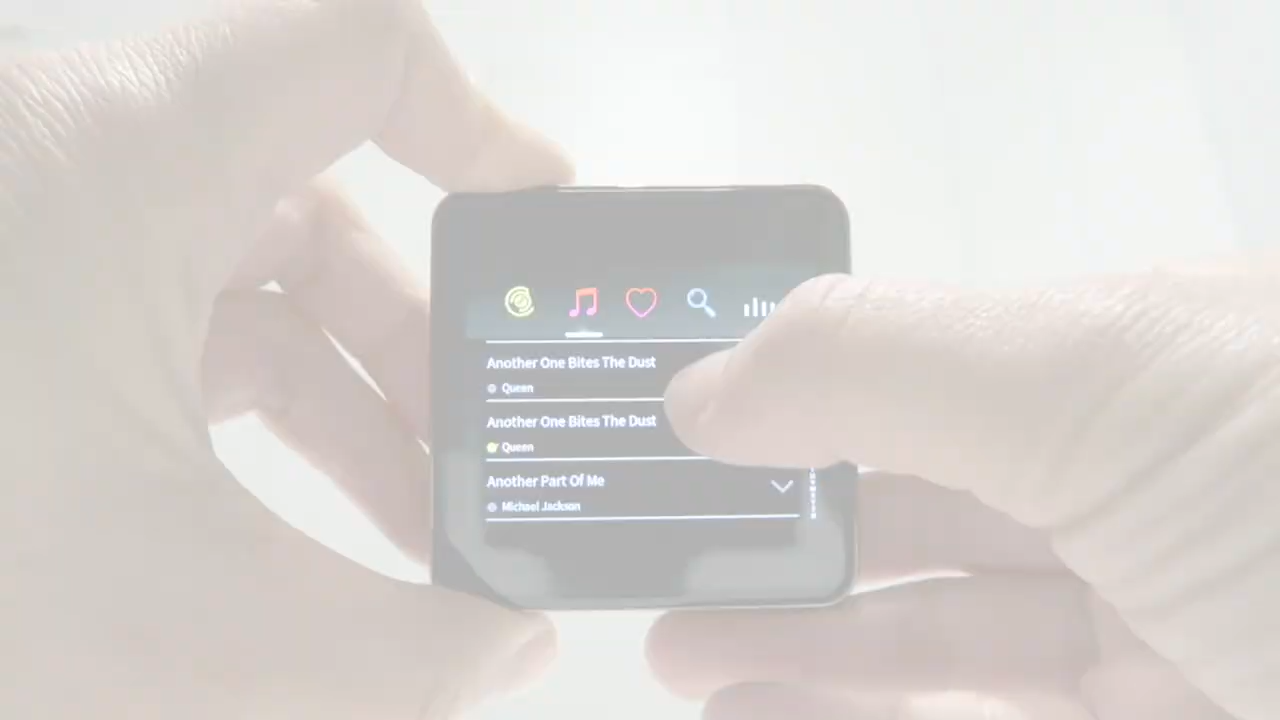 Another One Bites The Dust
Queen
Another One Bites The Dust
Queen
Another Part Of Me
Michael Jackson